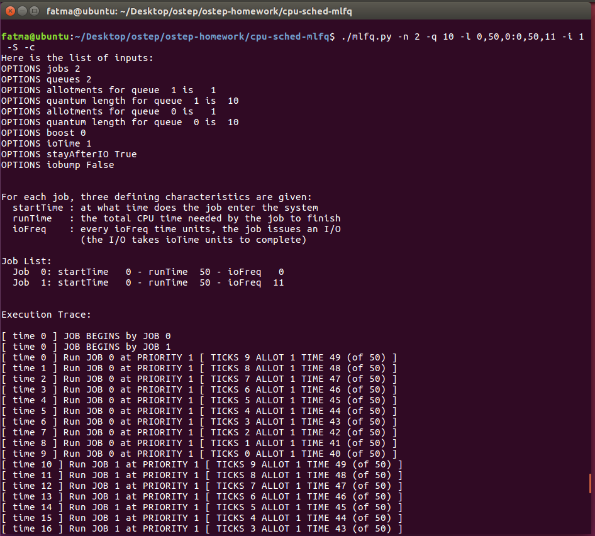 fatma@ubuntu: ~/Desktop/ostep/ostep-homework/cpu-sched-mlfq
fatma@ubuntu:~/Desktop/ostep/ostep-homework/cpu-sched-mlfq$ ./mlfq.py -n 2 -q 10 -l 0,50,0:0,50,11 -i 1
-S -c
Here is the list of inputs:
OPTIONS jobs 2
OPTIONS queues 2
OPTIONS allotments for queue  1 is   1
OPTIONS quantum length for queue  1 is  10
OPTIONS allotments for queue  0 is   1
OPTIONS quantum length for queue  0 is  10
OPTIONS boost 0
OPTIONS ioTime 1
OPTIONS stayAfterIO True
OPTIONS iobump False
For each job, three defining characteristics are given:
startTime : at what time does the job enter the system
runTime   : the total CPU time needed by the job to finish
ioFreq    : every ioFreq time units, the job issues an I/O
(the I/O takes ioTime units to complete)
Job List:
Job  0: startTime   0 - runTime  50 - ioFreq   0
Job  1: startTime   0 - runTime  50 - ioFreq  11
Execution Trace:
[ time 0 ] JOB BEGINS by JOB 0
[ time 0 ] JOB BEGINS by JOB 1
[ time 0 ] Run JOB 0 at PRIORITY 1 [ TICKS 9 ALLOT 1 TIME 49 (of 50) ]
[ time 1 ] Run JOB 0 at PRIORITY 1 [ TICKS 8 ALLOT 1 TIME 48 (of 50) ]
[ time 2 ] Run JOB 0 at PRIORITY 1 [ TICKS 7 ALLOT 1 TIME 47 (of 50) ]
[ time 3 ] Run JOB 0 at PRIORITY 1 [ TICKS 6 ALLOT 1 TIME 46 (of 50) ]
[ time 4 ] Run JOB 0 at PRIORITY 1 [ TICKS 5 ALLOT 1 TIME 45 (of 50) ]
[ time 5 ] Run JOB 0 at PRIORITY 1 [ TICKS 4 ALLOT 1 TIME 44 (of 50) ]
[ time 6 ] Run JOB 0 at PRIORITY 1 [ TICKS 3 ALLOT 1 TIME 43 (of 50) ]
[ time 7 ] Run JOB 0 at PRIORITY 1 [ TICKS 2 ALLOT 1 TIME 42 (of 50) ]
[ time 8 ] Run JOB 0 at PRIORITY 1 [ TICKS 1 ALLOT 1 TIME 41 (of 50) ]
[ time 9 ] Run JOB 0 at PRIORITY 1 [ TICKS 0 ALLOT 1 TIME 40 (of 50) ]
[ time 10 ] Run JOB 1 at PRIORITY 1 [ TICKS 9 ALLOT 1 TIME 49 (of 50) ]
[ time 11 ] Run JOB 1 at PRIORITY 1 [ TICKS 8 ALLOT 1 TIME 48 (of 50) ]
[ time 12 ] Run JOB 1 at PRIORITY 1 [ TICKS 7 ALLOT 1 TIME 47 (of 50) ]
[ time 13 ] Run JOB 1 at PRIORITY 1 [ TICKS 6 ALLOT 1 TIME 46 (of 50) ]
[ time 14 ] Run JOB 1 at PRIORITY 1 [ TICKS 5 ALLOT 1 TIME 45 (of 50) ]
[ time 15 ] Run JOB 1 at PRIORITY 1 [ TICKS 4 ALLOT 1 TIME 44 (of 50) ]
[ time 16 ] Run JOB 1 at PRIORITY 1 [ TICKS 3 ALLOT 1 TIME 43 (of 50) ]